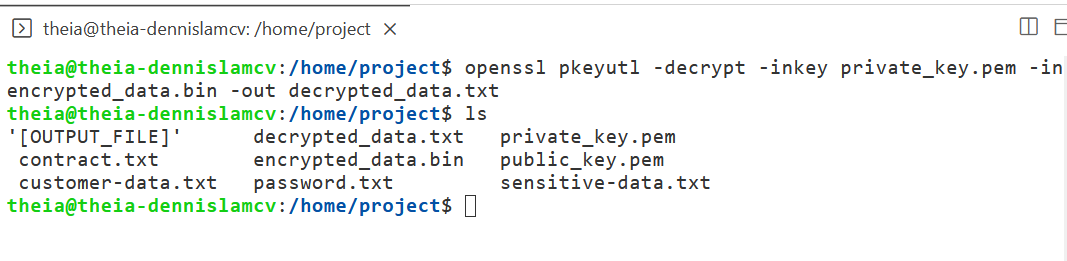 theia@theia-dennislamcv: /home/project
theia@theia-dennislamcv:/home/project$ openssl pkeyutl -decrypt -inkey private_key.pem -in
encrypted_data.bin -out decrypted_data.txt
theia@theia-dennislamcv:/home/project$ ls
'[OUTPUT_FILE]'      decrypted_data.txt   private_key.pem
 contract.txt        encrypted_data.bin   public_key.pem
 customer-data.txt   password.txt         sensitive-data.txt
theia@theia-dennislamcv:/home/project$